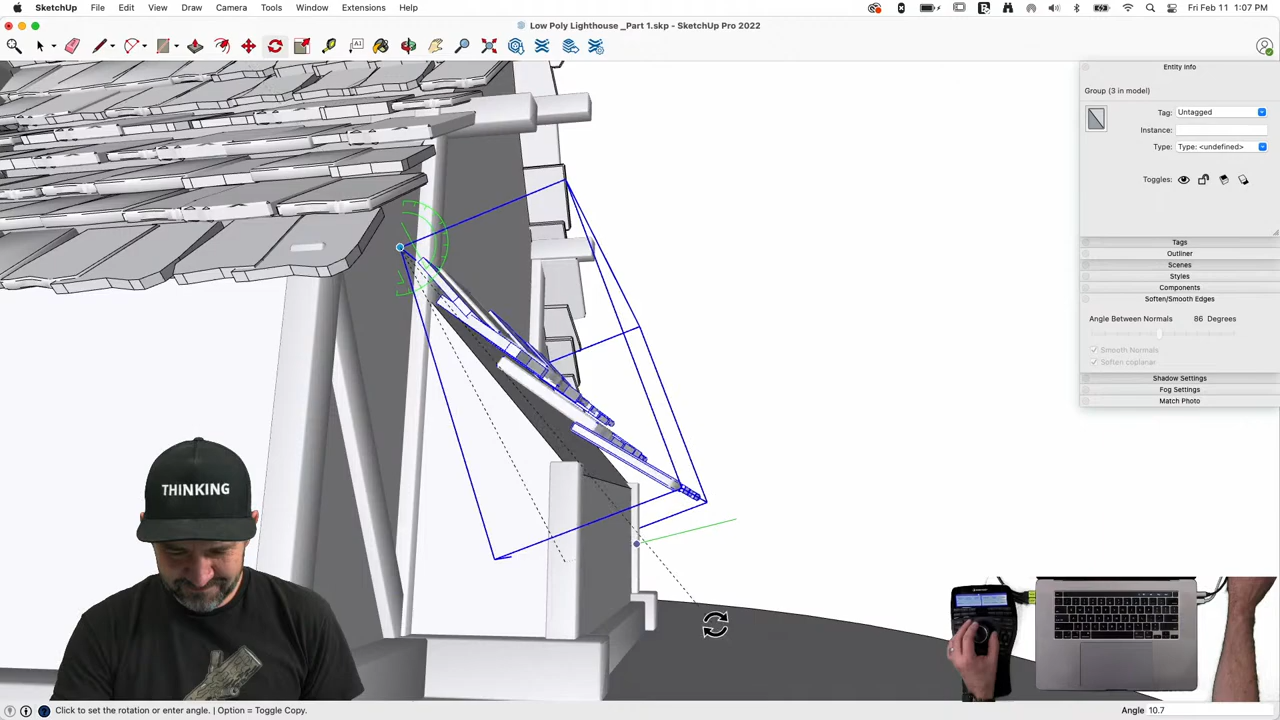 SketchUp File Edit View Draw Camera Tools Window Extensions Help
Fri Feb 11 1:07 PM
Low Poly Lighthouse _Part 1.skp - SketchUp Pro 2022
Entity Info
Group (3 in model)
Tag: Untagged
Instance:
Type: Type: <undefined>
Toggles:
Tags
Outliner
Scenes
Styles
Components
Soften/Smooth Edges
Angle Between Normals 86 Degrees
Smooth Normals
Soften coplanar
Shadow Settings
Fog Settings
Match Photo
THINKING
Click to set the rotation or enter angle. | Option = Toggle Copy.
Angle 10.7